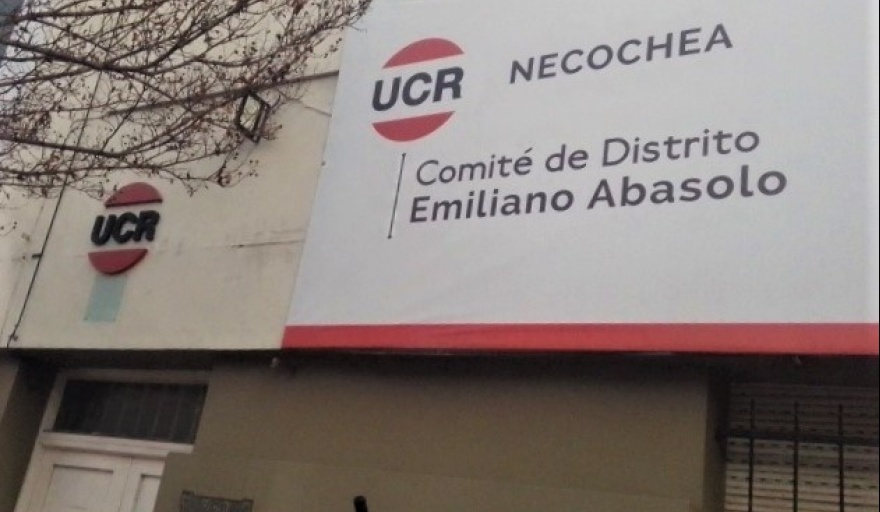 UCR
NECOCHEA
Comité de Distrito
Emiliano Abasolo
UCR